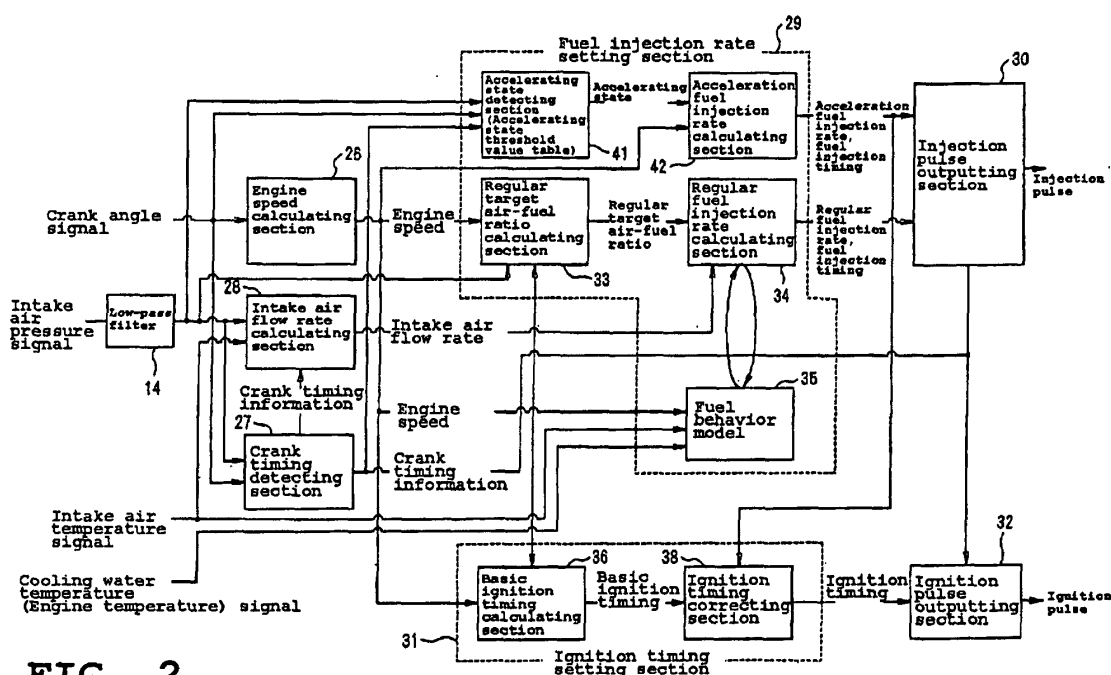 29
Fuel injection rate
setting section
30
Accelerating
state
detecting
section
(Accelerating
state
threshold
value table)
41
Accelerating
state
Acceleration
fuel
injection
rate
calculating
section
42
Acceleration
fuel
injection
rate, fuel
injection
timing
Injection
pulse
outputting
section
Injection
pulse
26
Crank angle
signal
Engine
speed
calculating
section
Engine
speed
Regular
target
air-fuel
ratio
calculating
section
33
Regular
target
air-fuel
ratio
Regular
fuel
injection
rate
calculating
section
34
Regular
fuel
injection
rate, fuel
injection
timing
Intake
air
pressure
signal
Low-pass
filter
14
28
Intake air
flow rate
calculating
section
Intake air
flow rate
Crank timing
information
27
Crank
timing
detecting
section
Engine
speed
Crank
timing
information
35
Fuel
behavior
model
Intake air
temperature
signal
Cooling water
temperature
(Engine temperature) signal
36
Basic
ignition
timing
calculating
section
Basic
ignition
timing
38
Ignition
timing
correcting
section
Ignition
timing
32
Ignition
pulse
outputting
section
Ignition
pulse
31
Ignition timing
setting section
FIG. 2